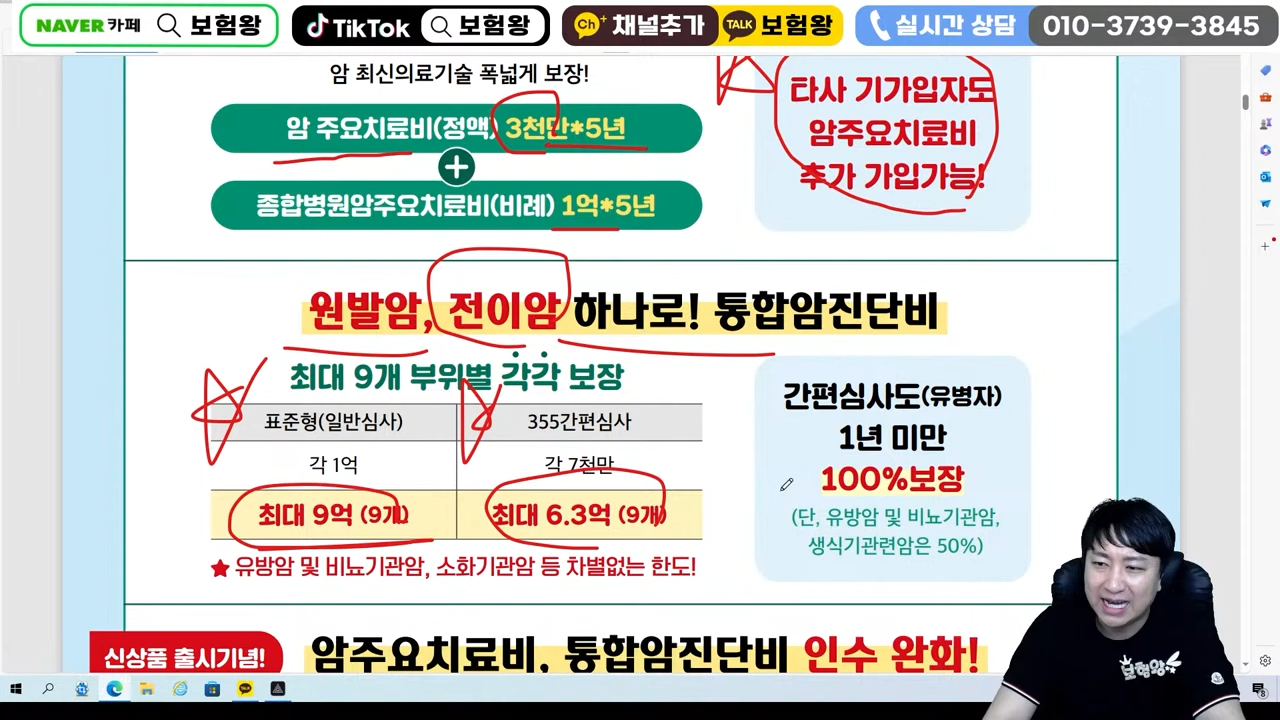 NAVER 카페 보험왕
TikTok 보험왕
Ch+ 채널추가 TALK 보험왕
실시간 상담 010-3739-3845
암 최신의료기술 폭넓게 보장!
암 주요치료비(정액) 3천만*5년
+
종합병원암주요치료비(비례) 1억*5년
타사 기가입자도
암주요치료비
추가 가입가능!
원발암, 전이암 하나로! 통합암진단비
최대 9개 부위별 각각 보장
표준형(일반심사) 355간편심사
각 1억 각 7천만
최대 9억 (9개) 최대 6.3억 (9개)
★ 유방암 및 비뇨기관암, 소화기관암 등 차별없는 한도!
간편심사도(유병자)
1년 미만
100%보장
(단, 유방암 및 비뇨기관암,
생식기관련암은 50%)
신상품 출시기념!
암주요치료비, 통합암진단비 인수 완화!
보험왕
TALK
8